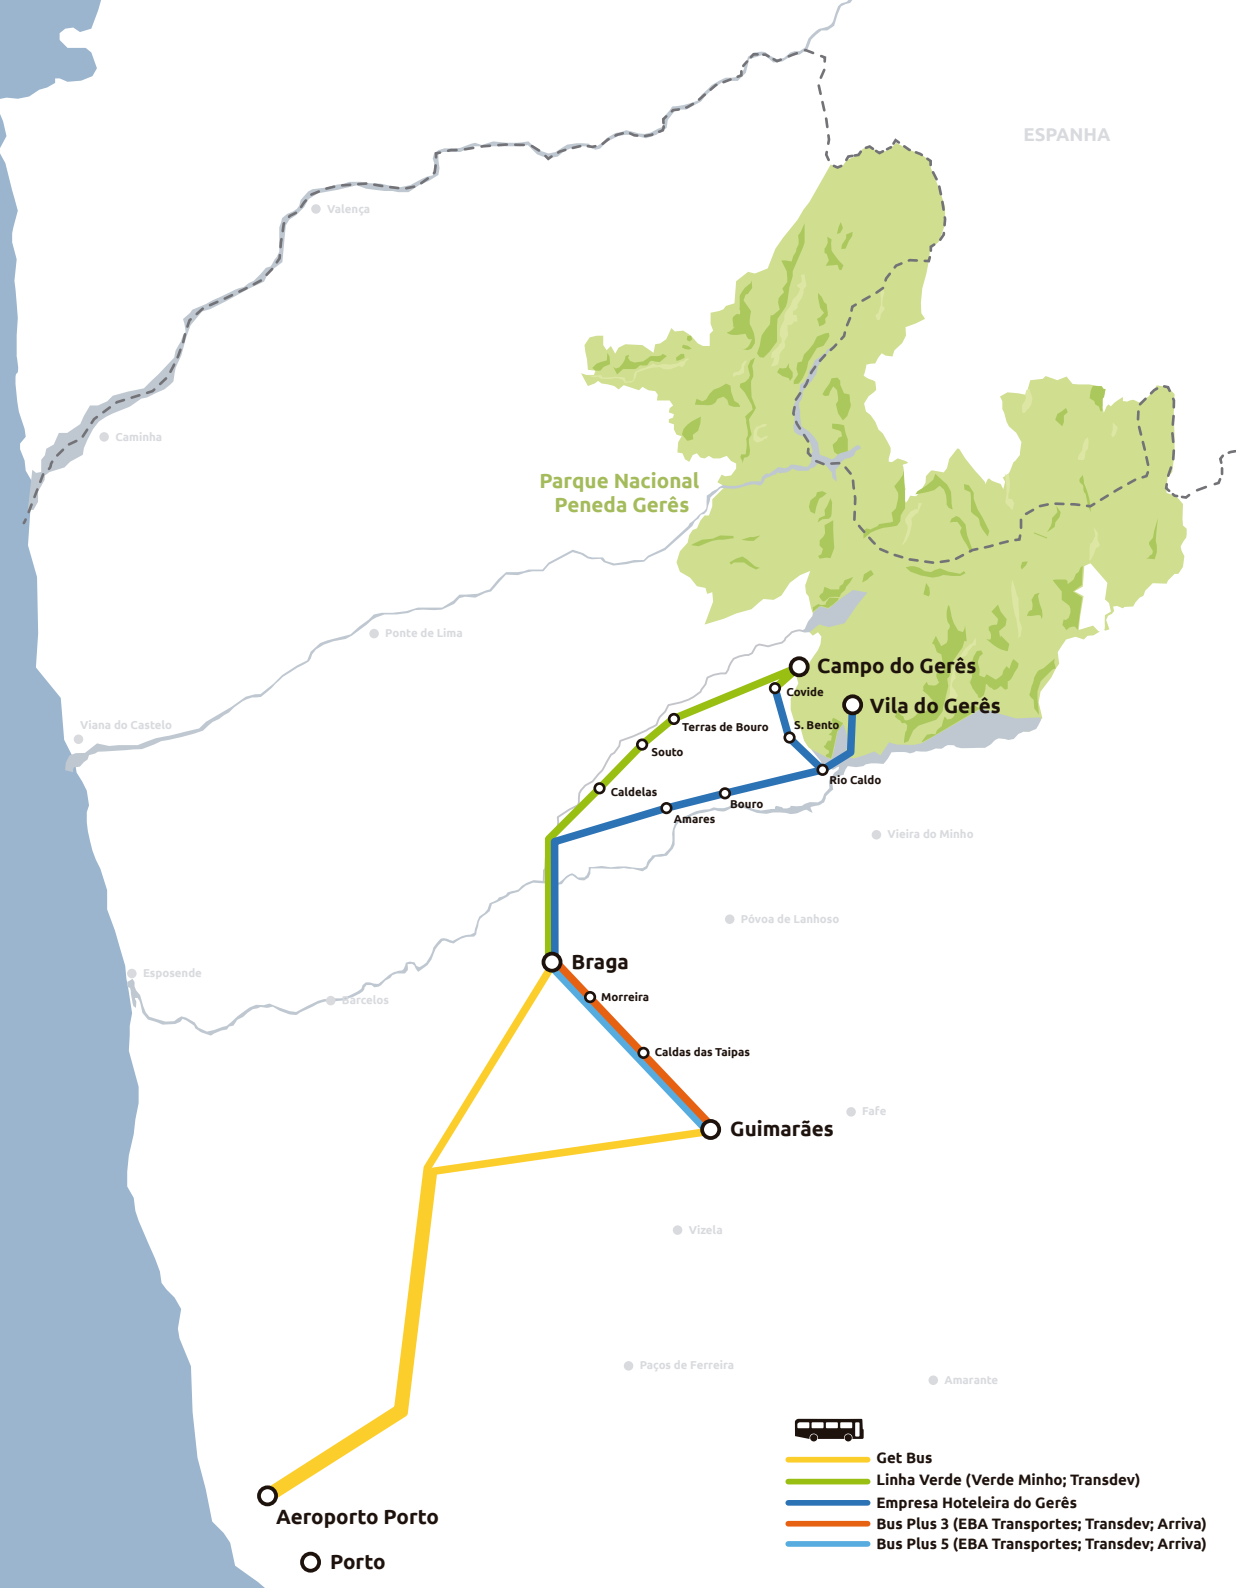 ESPANHA
Valença
Caminha
Parque Nacional
Peneda Gerês
Ponte de Lima
Campo do Gerês
Covide
Vila do Gerês
Viana do Castelo
Terras de Bouro
S. Bento
Souto
Rio Caldo
Caldelas
Bouro
Amares
Vieira do Minho
Póvoa de Lanhoso
Braga
Esposende
Morreira
Barcelos
Caldas das Taipas
Fafe
Guimarães
Vizela
Paços de Ferreira
Amarante
Get Bus
Linha Verde (Verde Minho; Transdev)
Empresa Hoteleira do Gerês
Bus Plus 3 (EBA Transportes; Transdev; Arriva)
Bus Plus 5 (EBA Transportes; Transdev; Arriva)
Aeroporto Porto
Porto